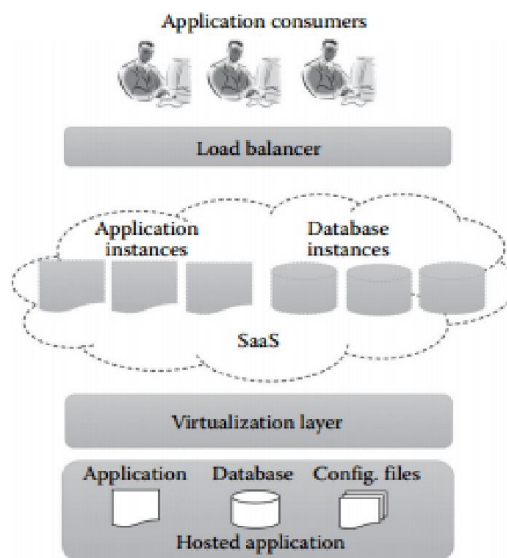 Application consumers
Load balancer
Application
instances
Database
instances
SaaS
Virtualization layer
Application
Database
Config. files
Hosted application